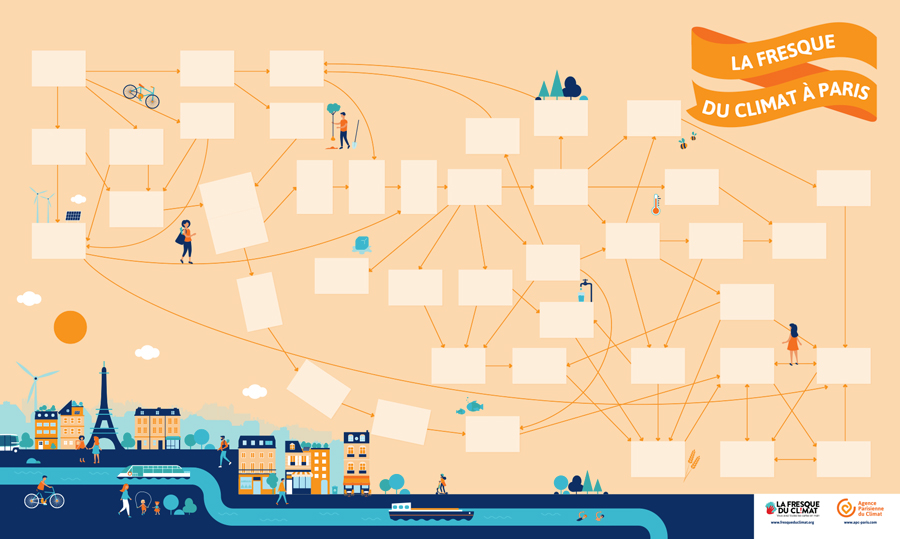 LA FRESQUE
DU CLIMAT À PARIS
LA FRESQUE
DU CLIMAT
www.fresqueduclimat.org
Agence
Parisienne
du Climat
www.apc-paris.com